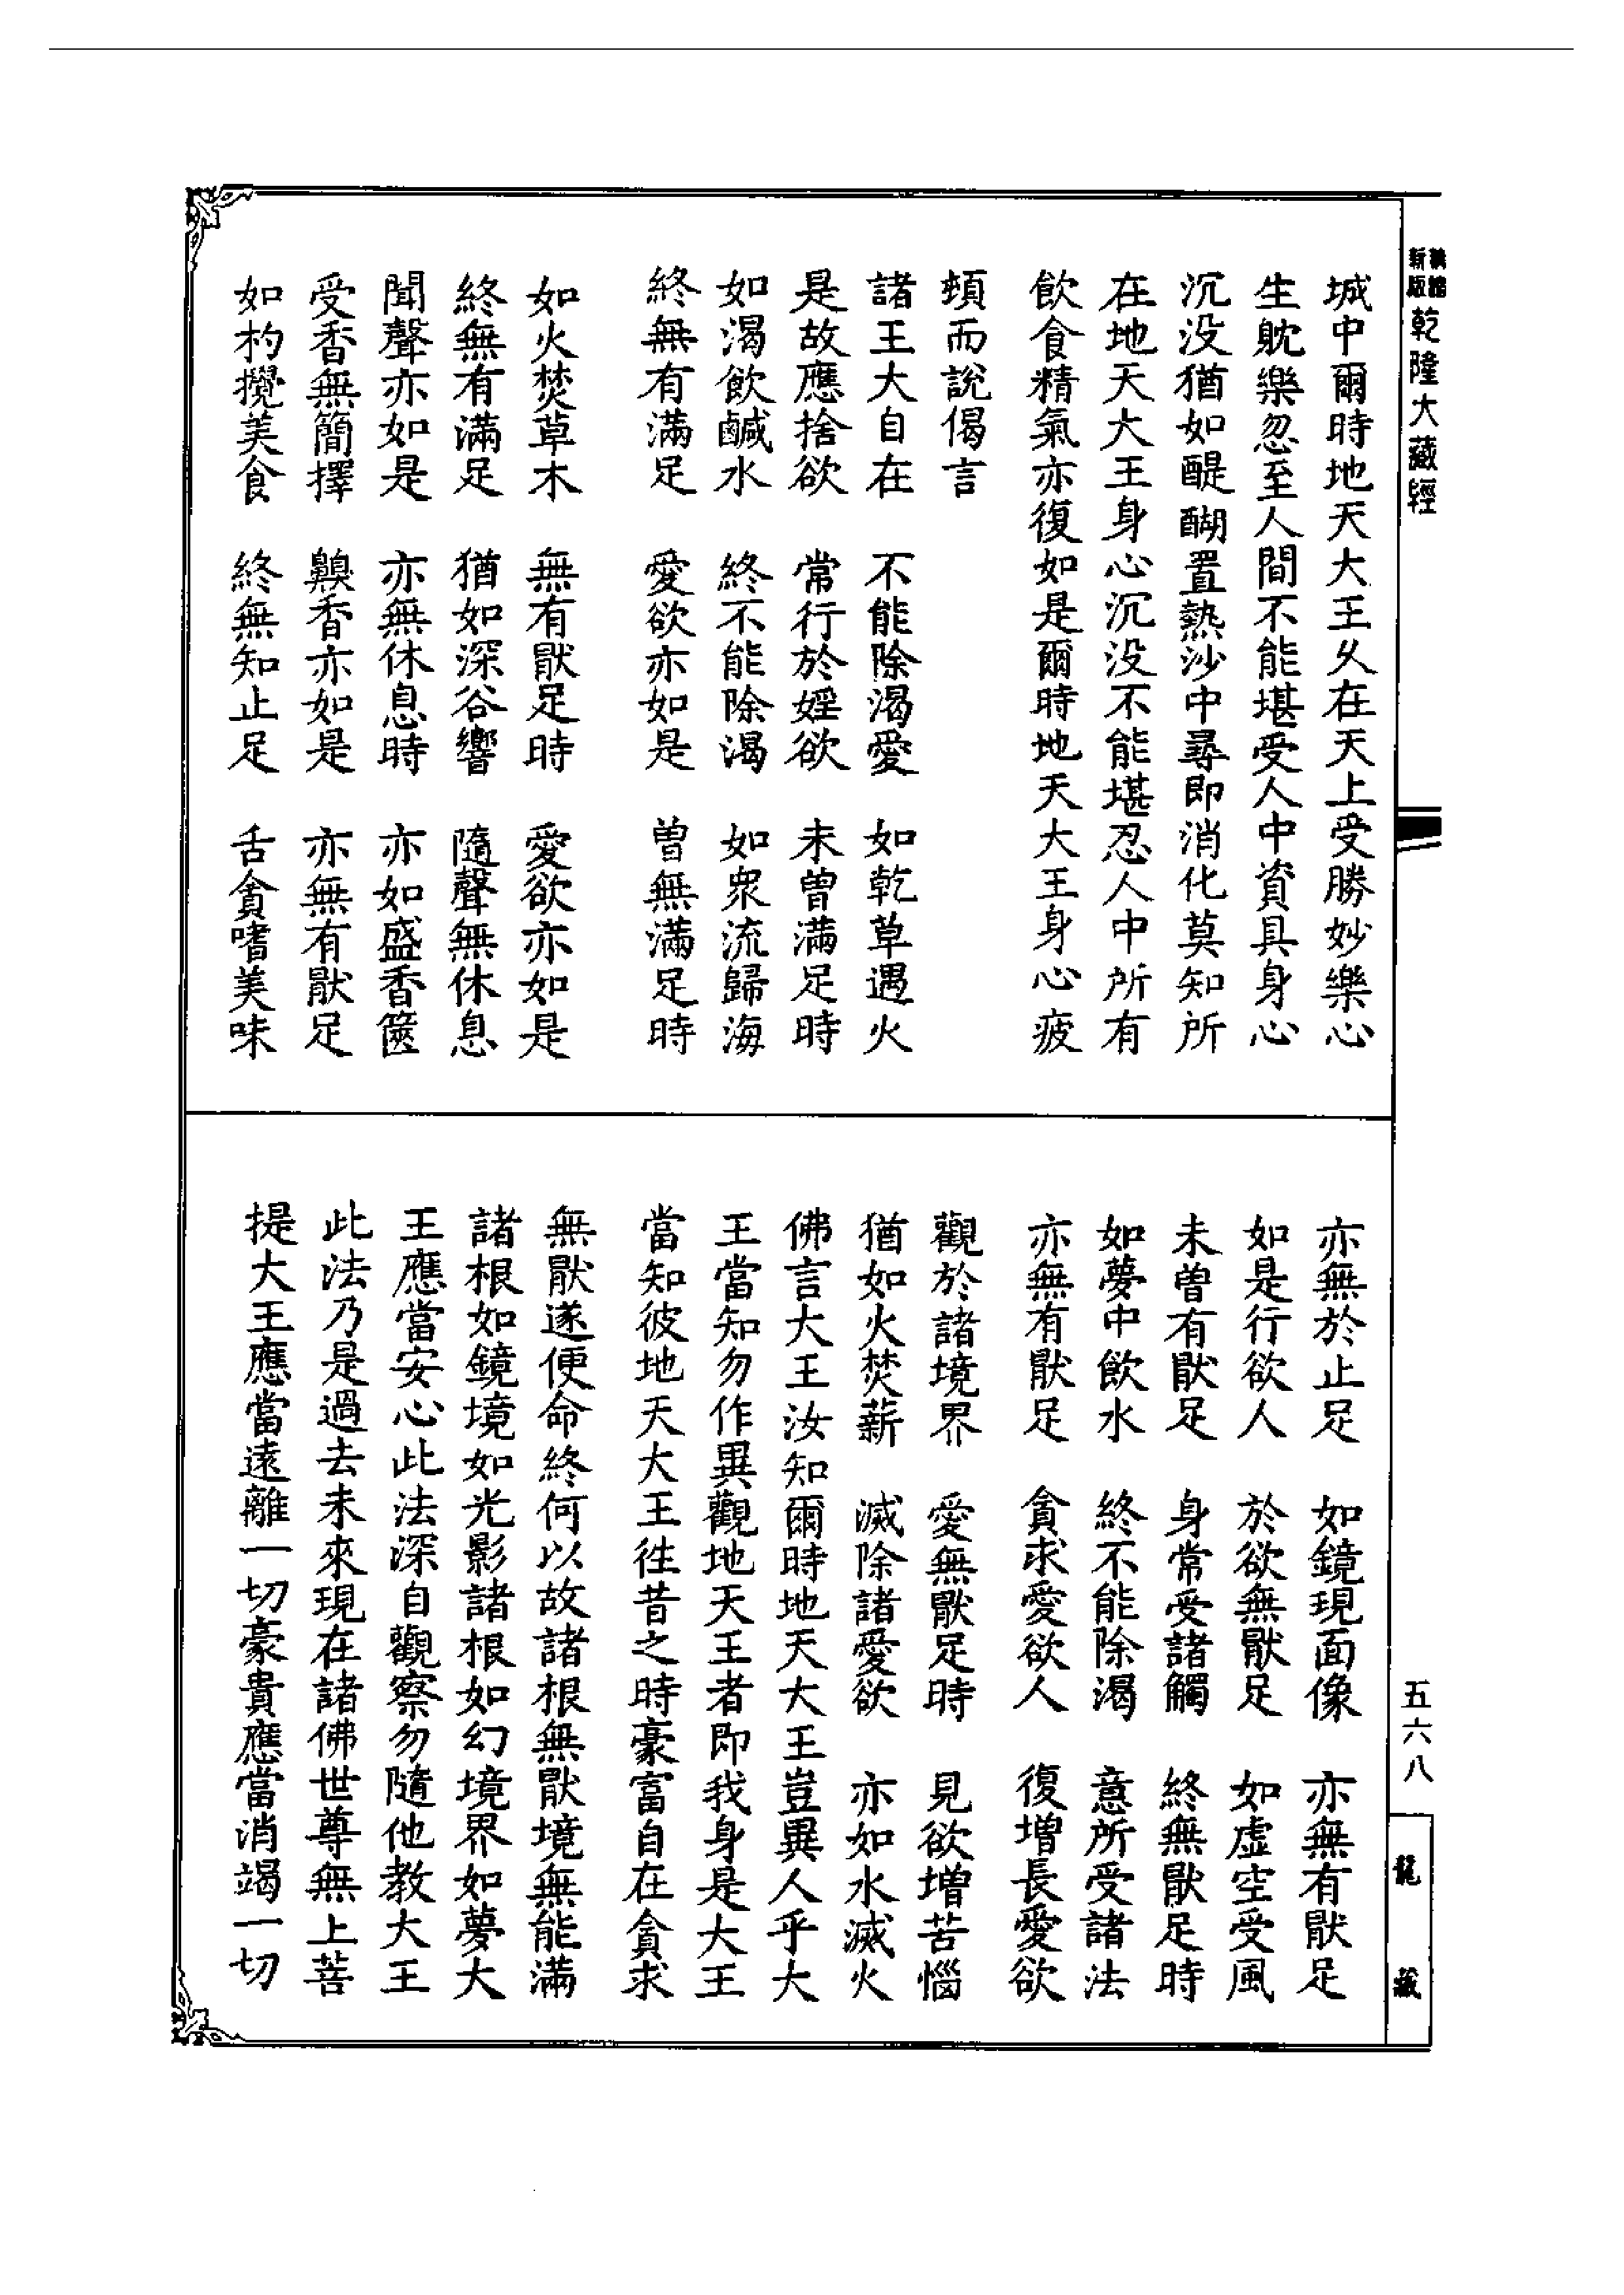 新版
乾隆大藏經
城中爾時地天大王久在天上受勝妙樂心
生躭樂忽至人間不能堪受人中資具身心
沉没猶如醍醐置熱沙中尋即消化莫知所
在地天大王身心沉没不能堪忍人中所有
飲食精氣亦復如是爾時地天大王身心疲
頓而說偈言
諸王大自在　不能除渴愛　如乾草遇火
是故應捨欲　常行於婬欲　未曾滿足時
如渴飲鹹水　終不能除渴　如衆流歸海
終無有滿足　愛欲亦如是　曾無滿足時
如火焚草木　無有猒足時　愛欲亦如是
終無有滿足　猶如深谷響　隨聲無休息
聞聲亦如是　亦無休息時　亦如盛香篋
受香無簡擇　齅香亦如是　亦無有猒足
如杓攪美食　終無知止足　舌貪嗜美味
亦無於止足　如鏡現面像　亦無有猒足
如是行欲人　於欲無猒足　如虛空受風
未曾有猒足　身常受諸觸　終無猒足時
如夢中飲水　終不能除渴　意所受諸法
亦無有猒足　貪求愛欲人　復增長愛欲
觀於諸境界　愛無猒足時　見欲增苦惱
猶如火焚薪　滅除諸愛欲　亦如水滅火
佛言大王汝知爾時地天大王豈異人乎大
王當知勿作異觀地天王者即我身是大王
當知彼地天大王往昔之時豪富自在貪求
無猒遂便命終何以故諸根無猒境無能滿
諸根如鏡境如光影諸根如幻境界如夢大
王應當安心此法深自觀察勿隨他教大王
此法乃是過去未來現在諸佛世尊無上菩
提大王應當遠離一切豪貴應當消竭一切
五六八
龍藏